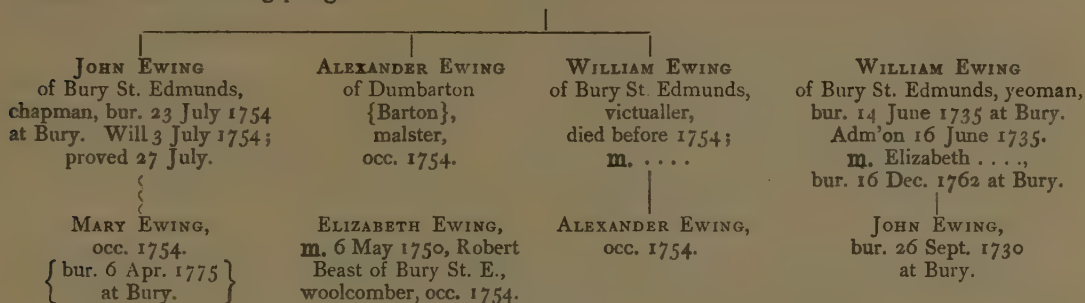 JOHN EWING
of Bury St. Edmunds,
chapman, bur. 23 July 1754
at Bury. Will 3 July 1754;
proved 27 July.
ALEXANDER EWING
of Dumbarton
{Barton},
malster,
occ. 1754.
WILLIAM EWING
of Bury St. Edmunds,
victualler,
died before 1754;
m. . . . .
WILLIAM EWING
of Bury St. Edmunds, yeoman,
bur. 14 June 1735 at Bury.
Adm'on 16 June 1735.
m. Elizabeth . . . .,
bur. 16 Dec. 1762 at Bury.
MARY EWING,
occ. 1754.
{bur. 6 Apr. 1775
at Bury.}
ELIZABETH EWING,
m. 6 May 1750, Robert
Beast of Bury St. E.,
woolcomber, occ. 1754.
ALEXANDER EWING,
occ. 1754.
JOHN EWING,
bur. 26 Sept. 1730
at Bury.